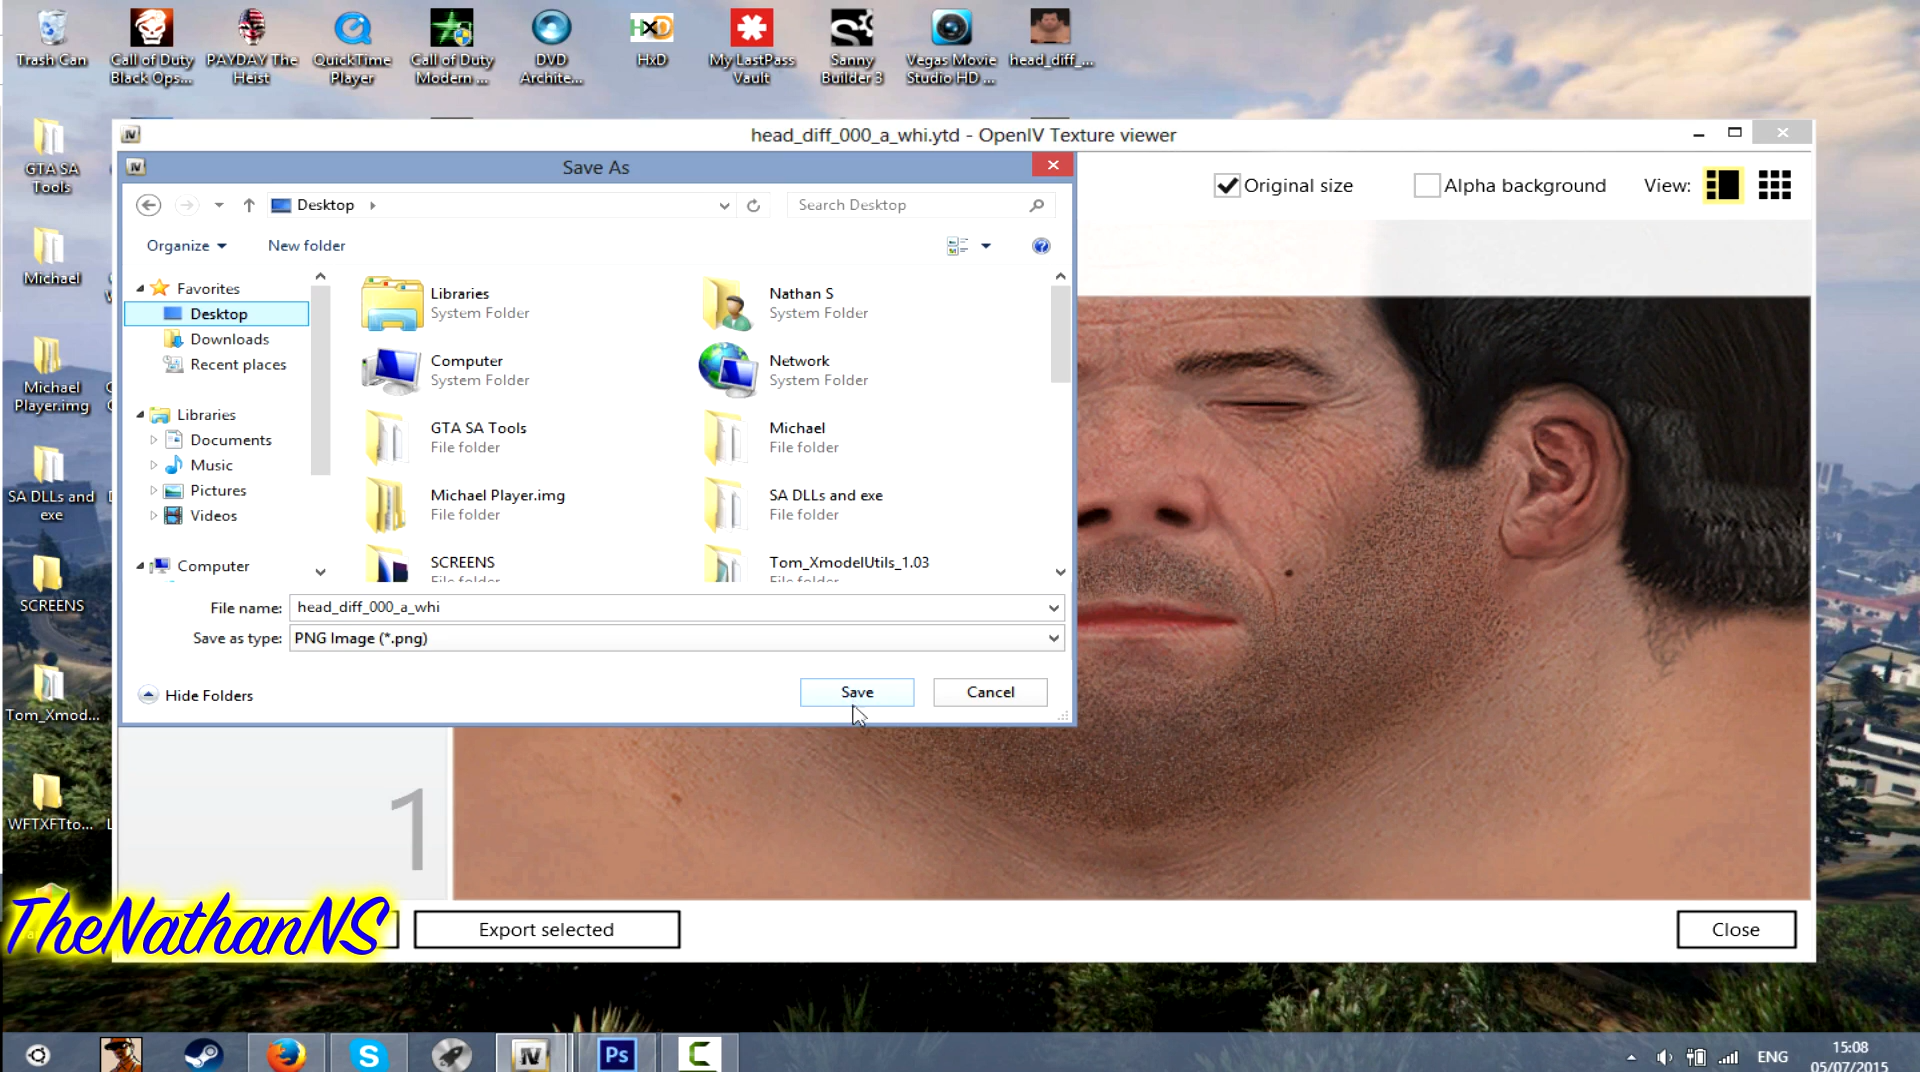 Trash Can
Call of Duty
Black Ops...
PAYDAY The
Heist
QuickTime
Player
Call of Duty
Modern ...
DVD
Archite...
HxD
My LastPass
Vault
Sanny
Builder 3
Vegas Movie
Studio HD ...
head_diff_...
GTA SA
Tools
Michael
Michael
Player.img
SA DLLs and
exe
SCREENS
Tom_Xmod...
WFTXFTto...
head_diff_000_a_whi.ytd - OpenIV Texture viewer
Save As
Original size
Alpha background
View:
Desktop
Search Desktop
Organize
New folder
Favorites
Desktop
Downloads
Recent places
Libraries
Documents
Music
Pictures
Videos
Computer
Libraries
System Folder
Nathan S
System Folder
Computer
System Folder
Network
System Folder
GTA SA Tools
File folder
Michael
File folder
Michael Player.img
File folder
SA DLLs and exe
File folder
SCREENS
File folder
Tom_XmodelUtils_1.03
File folder
File name: head_diff_000_a_whi
Save as type: PNG Image (*.png)
Hide Folders
Save
Cancel
1
TheNathanNS
Export selected
Close
IV
Ps
C
ENG
15:08
05/07/2015